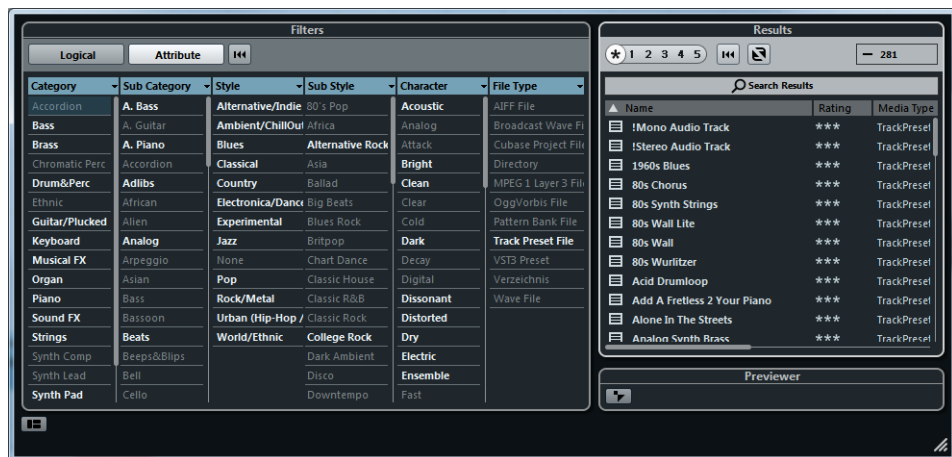 Filters
Logical
Attribute
Category Sub Category Style Sub Style Character File Type
Accordion A. Bass Alternative/Indie 80's Pop Acoustic AIFF File
Bass A. Guitar Ambient/ChillOut Africa Analog Broadcast Wave Fi
Brass A. Piano Blues Alternative Rock Attack Cubase Project File
Chromatic Perc Accordion Classical Asia Bright Directory
Drum&Perc Adlibs Country Ballad Clean MPEG 1 Layer 3 File
Ethnic African Electronica/Dance Big Beats Clear OggVorbis File
Guitar/Plucked Alien Experimental Blues Rock Cold Pattern Bank File
Keyboard Analog Jazz Britpop Dark Track Preset File
Musical FX Arpeggio None Chart Dance Decay VST3 Preset
Organ Asian Pop Classic House Digital Verzeichnis
Piano Bass Rock/Metal Classic R&B Dissonant Wave File
Sound FX Bassoon Urban (Hip-Hop / Classic Rock Distorted
Strings Beats World/Ethnic College Rock Dry
Synth Comp Beeps&Blips Dark Ambient Electric
Synth Lead Bell Disco Ensemble
Synth Pad Cello Downtempo Fast
Results
* 1 2 3 4 5
281
Search Results
Name Rating Media Type
!Mono Audio Track *** TrackPreset
!Stereo Audio Track *** TrackPreset
1960s Blues *** TrackPreset
80s Chorus *** TrackPreset
80s Synth Strings *** TrackPreset
80s Wall Lite *** TrackPreset
80s Wall *** TrackPreset
80s Wurlitzer *** TrackPreset
Acid Drumloop *** TrackPreset
Add A Fretless 2 Your Piano *** TrackPreset
Alone In The Streets *** TrackPreset
Analog Synth Brass *** TrackPreset
Previewer